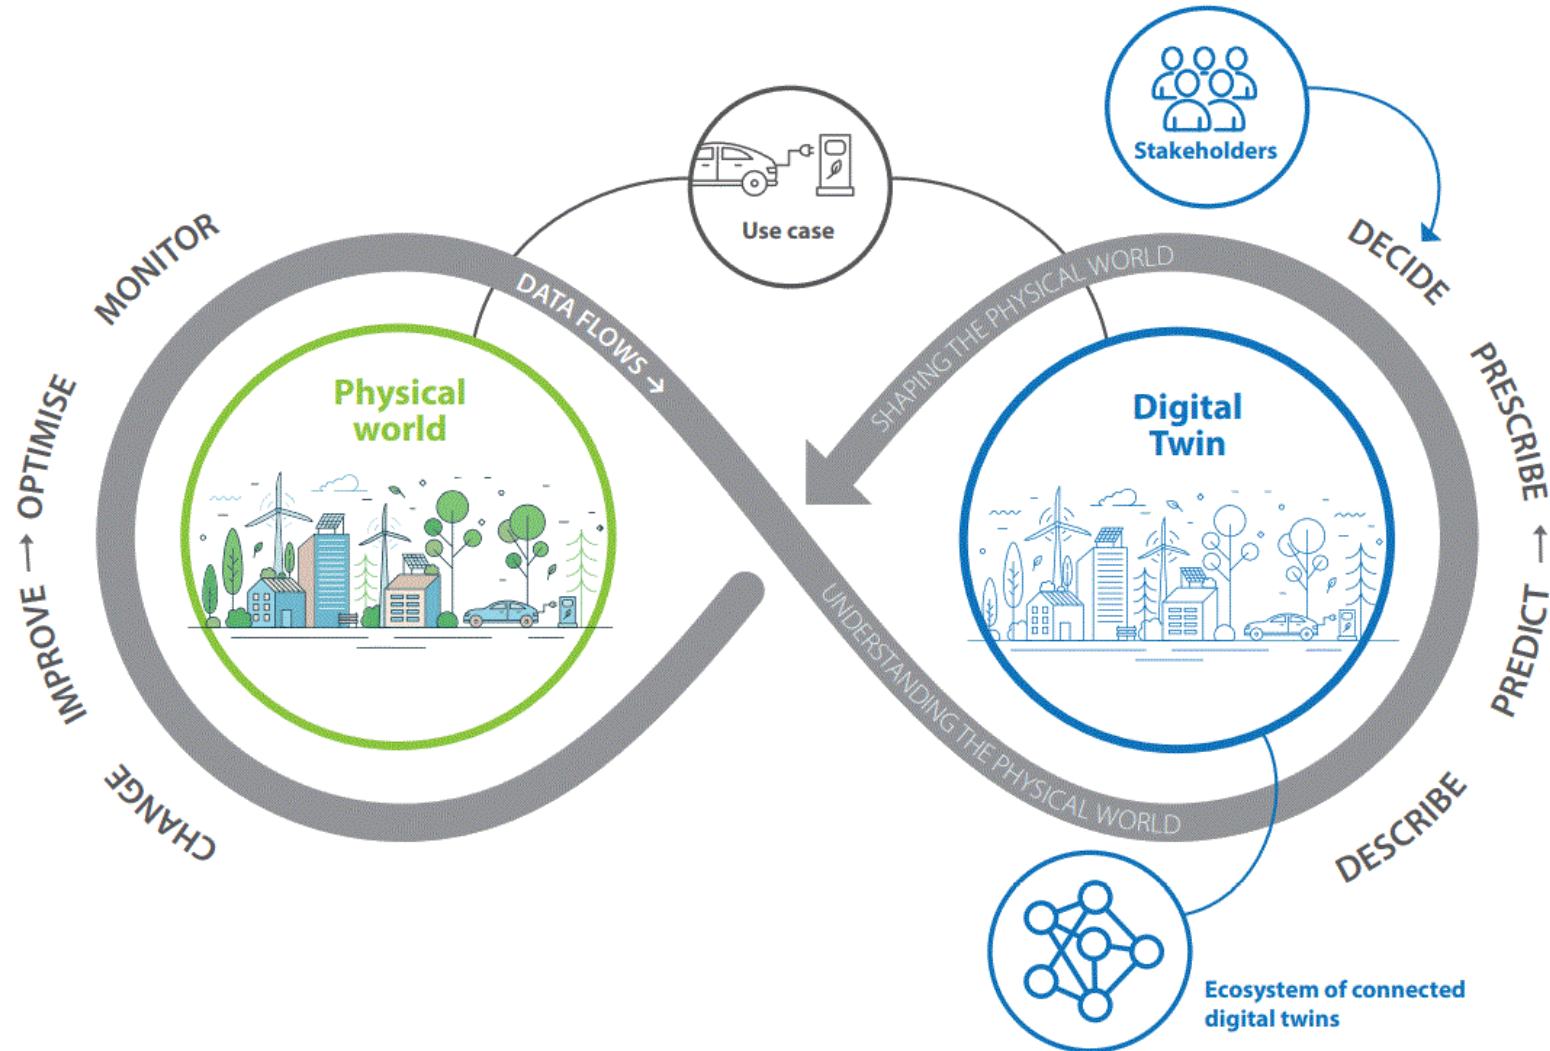 Stakeholders
Use case
MONITOR
DATA FLOWS →
SHAPING THE PHYSICAL WORLD
DECIDE
Physical
world
Digital
Twin
→ OPTIMISE
IMPROVE
CHANGE
UNDERSTANDING THE PHYSICAL WORLD
PRESCRIBE
→
PREDICT
DESCRIBE
Ecosystem of connected
digital twins